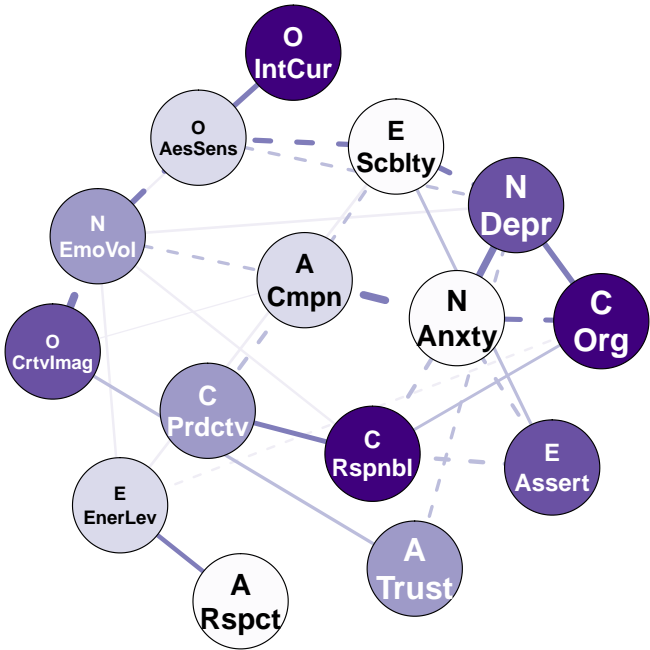 O
IntCur
O
AesSens
E
Scblty
N
Depr
N
EmoVol
A
Cmpn
N
Anxty
C
Org
O
CrtvImag
C
Prdctv
C
Rspnbl
E
Assert
E
EnerLev
A
Trust
A
Rspct